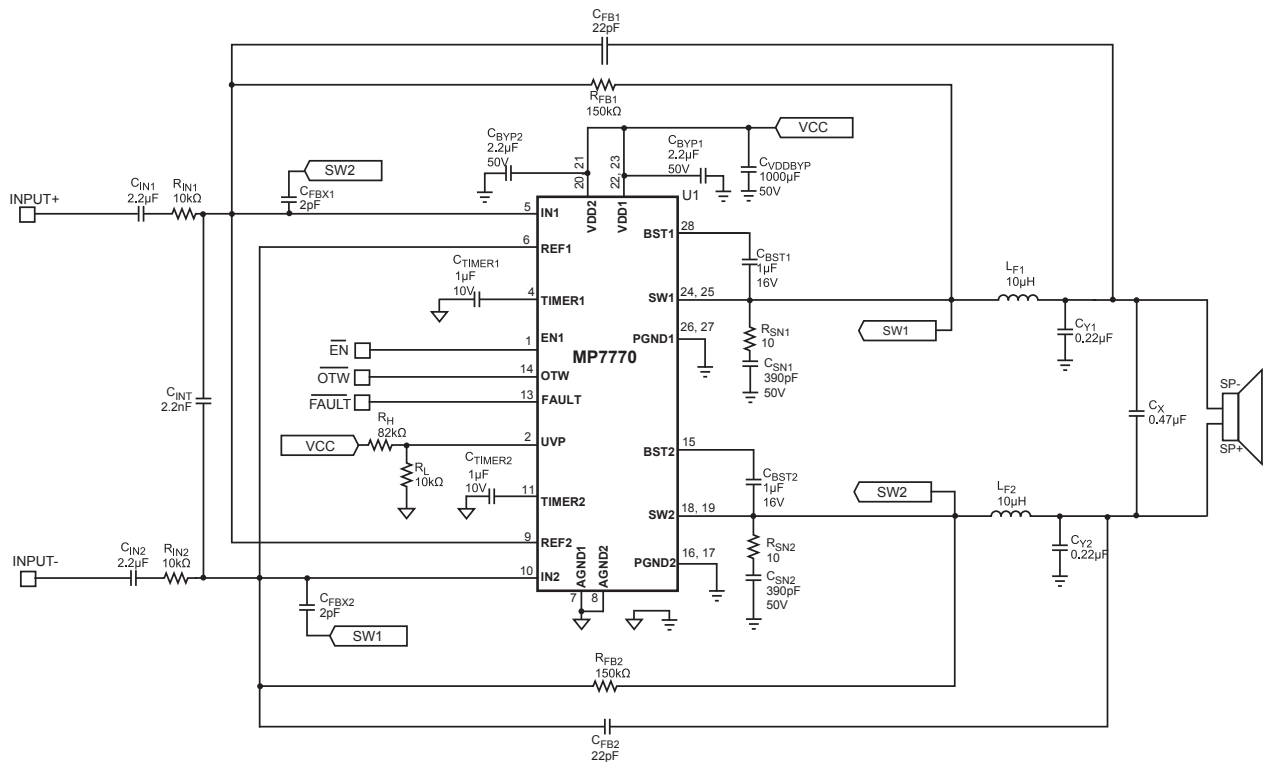 CFB1
22pF
RFB1
150kΩ
VCC
CBYP2
2.2µF
50V
20, 21
22, 23
CBYP1
2.2µF
50V
CVDDBYP
1000µF
50V
SW2
INPUT+
CIN1
2.2µF
RIN1
10kΩ
CFBX1
2pF
U1
VDD2
VDD1
5
IN1
BST1
28
6
REF1
CBST1
1µF
16V
CTIMER1
1µF
10V
4
TIMER1
SW1
24, 25
LF1
10µH
EN1
1
EN
PGND1
26, 27
RSN1
10
SW1
CY1
0.22µF
MP7770
14
OTW
OTW
CSN1
390pF
50V
13
FAULT
FAULT
CINT
2.2nF
CX
0.47µF
SP-
SP+
RH
82kΩ
VCC
2
UVP
BST2
15
RL
10kΩ
CTIMER2
1µF
10V
11
TIMER2
CBST2
1µF
16V
SW2
LF2
10µH
SW2
18, 19
9
REF2
RSN2
10
CY2
0.22µF
INPUT-
CIN2
2.2µF
RIN2
10kΩ
10
IN2
AGND1
AGND2
PGND2
16, 17
CSN2
390pF
50V
7
8
CFBX2
2pF
SW1
RFB2
150kΩ
CFB2
22pF